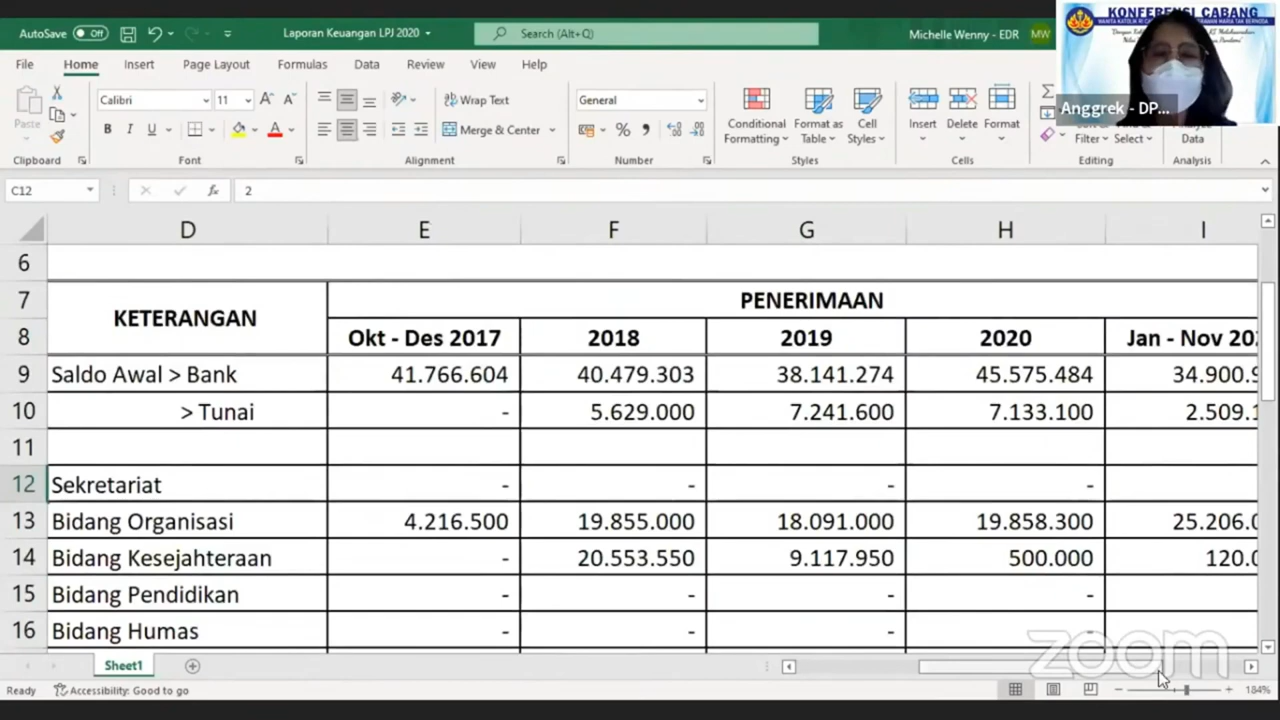 AutoSave Off Laporan Keuangan LPJ 2020 Search (Alt+Q) Michelle Wenny - EDR MW
KONFERENSI CABANG
Anggrek - DP...
File Home Insert Page Layout Formulas Data Review View Help
Paste Calibri 11 Wrap Text General Conditional Format as Cell Insert Delete Format
B I U Merge & Center Formatting Table Styles Filter Select Data
Clipboard Font Alignment Number Styles Cells Editing Analysis
C12 fx 2
D E F G H I
6
7 KETERANGAN PENERIMAAN
8 Okt - Des 2017 2018 2019 2020 Jan - Nov 202
9 Saldo Awal > Bank 41.766.604 40.479.303 38.141.274 45.575.484 34.900.9
10 > Tunai - 5.629.000 7.241.600 7.133.100 2.509.1
11
12 Sekretariat - - - -
13 Bidang Organisasi 4.216.500 19.855.000 18.091.000 19.858.300 25.206.0
14 Bidang Kesejahteraan - 20.553.550 9.117.950 500.000 120.0
15 Bidang Pendidikan - - - -
16 Bidang Humas - - - -
zoom
Sheet1
Ready Accessibility: Good to go 184%